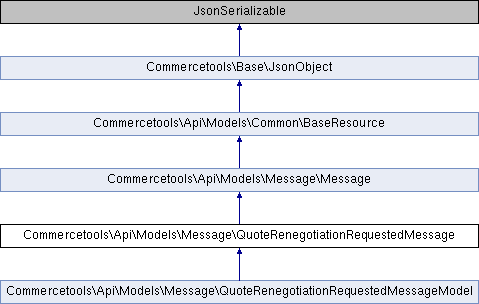 JsonSerializable
Commercetools\Base\JsonObject
Commercetools\Api\Models\Common\BaseResource
Commercetools\Api\Models\Message\Message
Commercetools\Api\Models\Message\QuoteRenegotiationRequestedMessage
Commercetools\Api\Models\Message\QuoteRenegotiationRequestedMessageModel